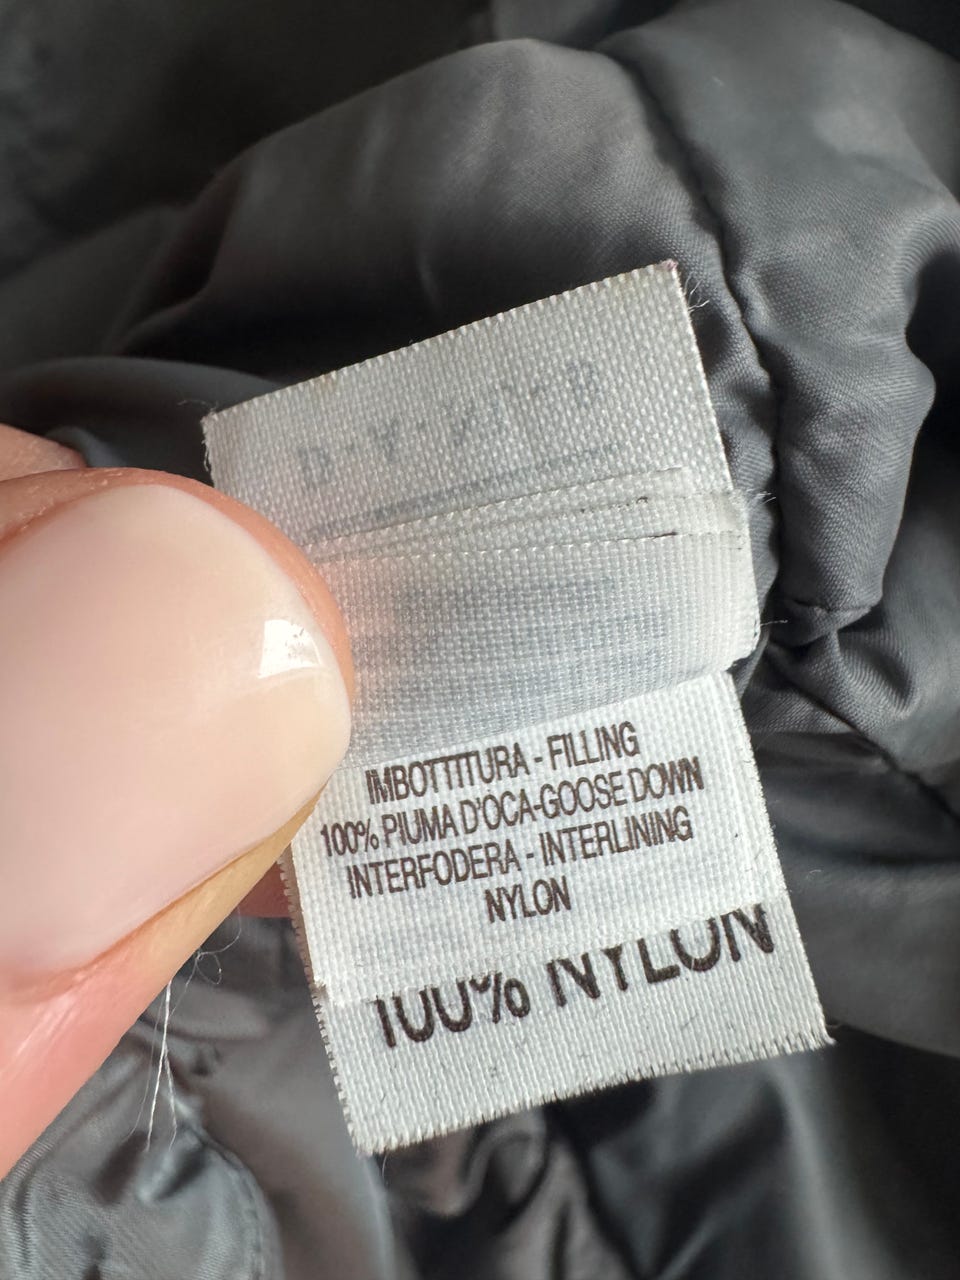 IMBOTTITURA - FILLING
100% PIUMA D'OCA-GOOSE DOWN
INTERFODERA - INTERLINING
NYLON
100% NYLON